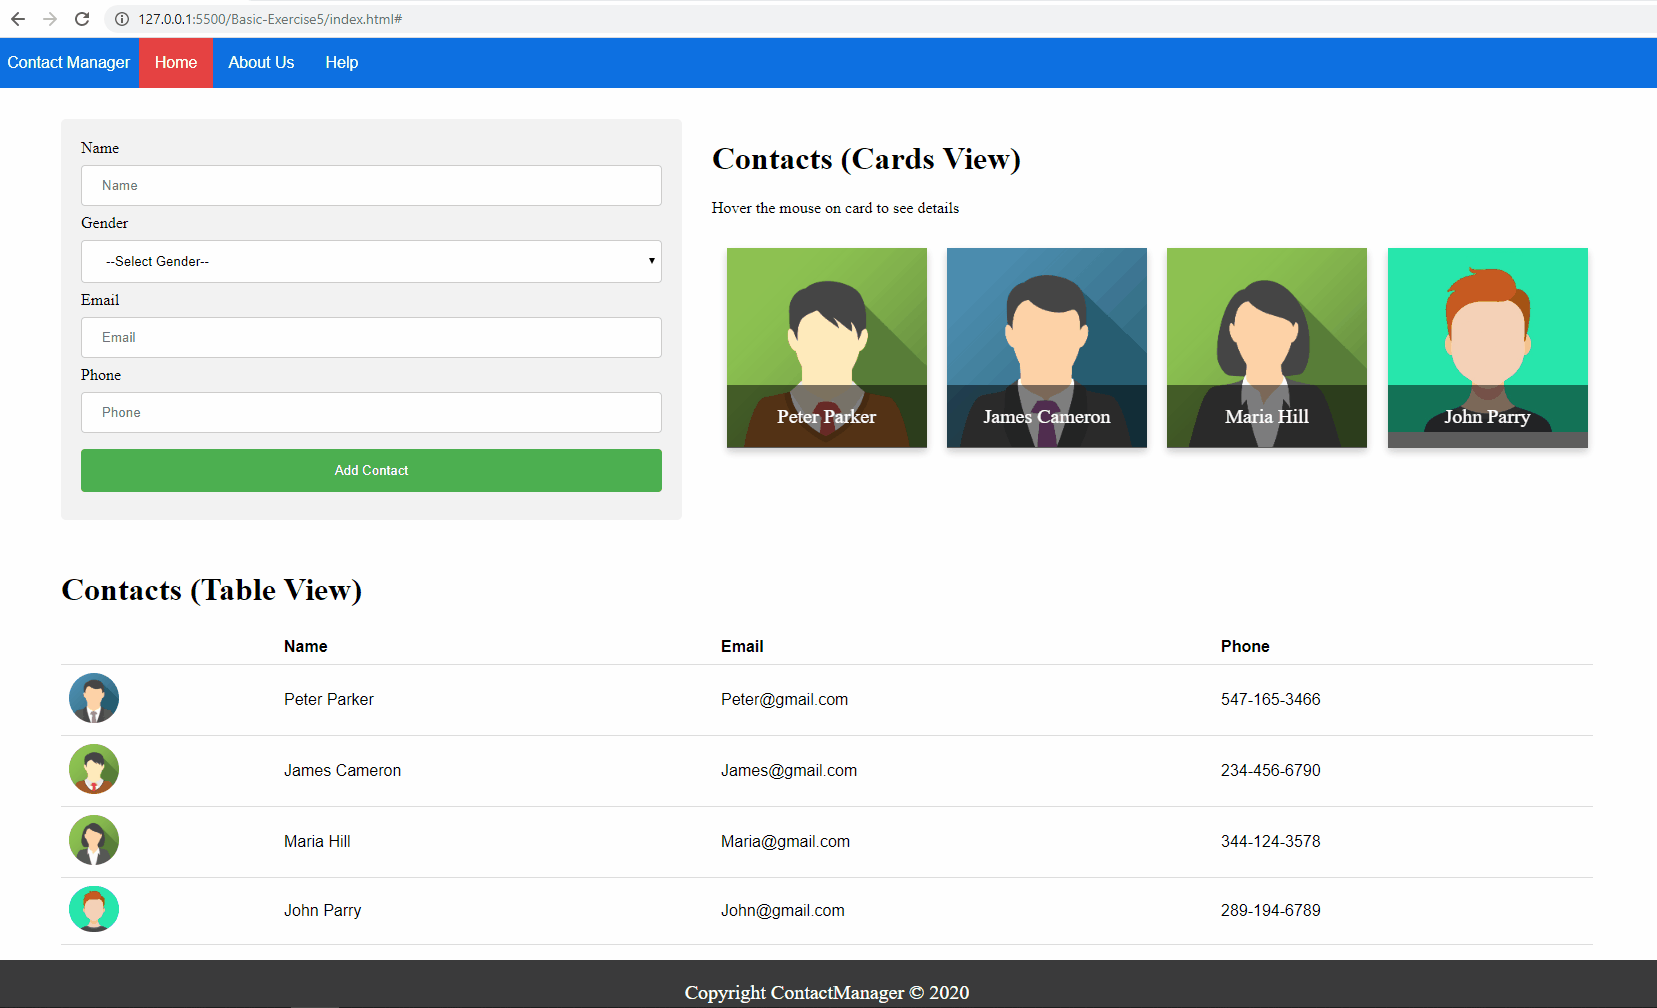 127.0.0.1:5500/Basic-Exercise5/index.html#
Contact Manager Home About Us Help
Name
Name
Gender
--Select Gender--
Email
Email
Phone
Phone
Add Contact
Contacts (Cards View)
Hover the mouse on card to see details
Peter Parker James Cameron Maria Hill John Parry
Contacts (Table View)
Name Email Phone
Peter Parker Peter@gmail.com 547-165-3466
James Cameron James@gmail.com 234-456-6790
Maria Hill Maria@gmail.com 344-124-3578
John Parry John@gmail.com 289-194-6789
Copyright ContactManager © 2020